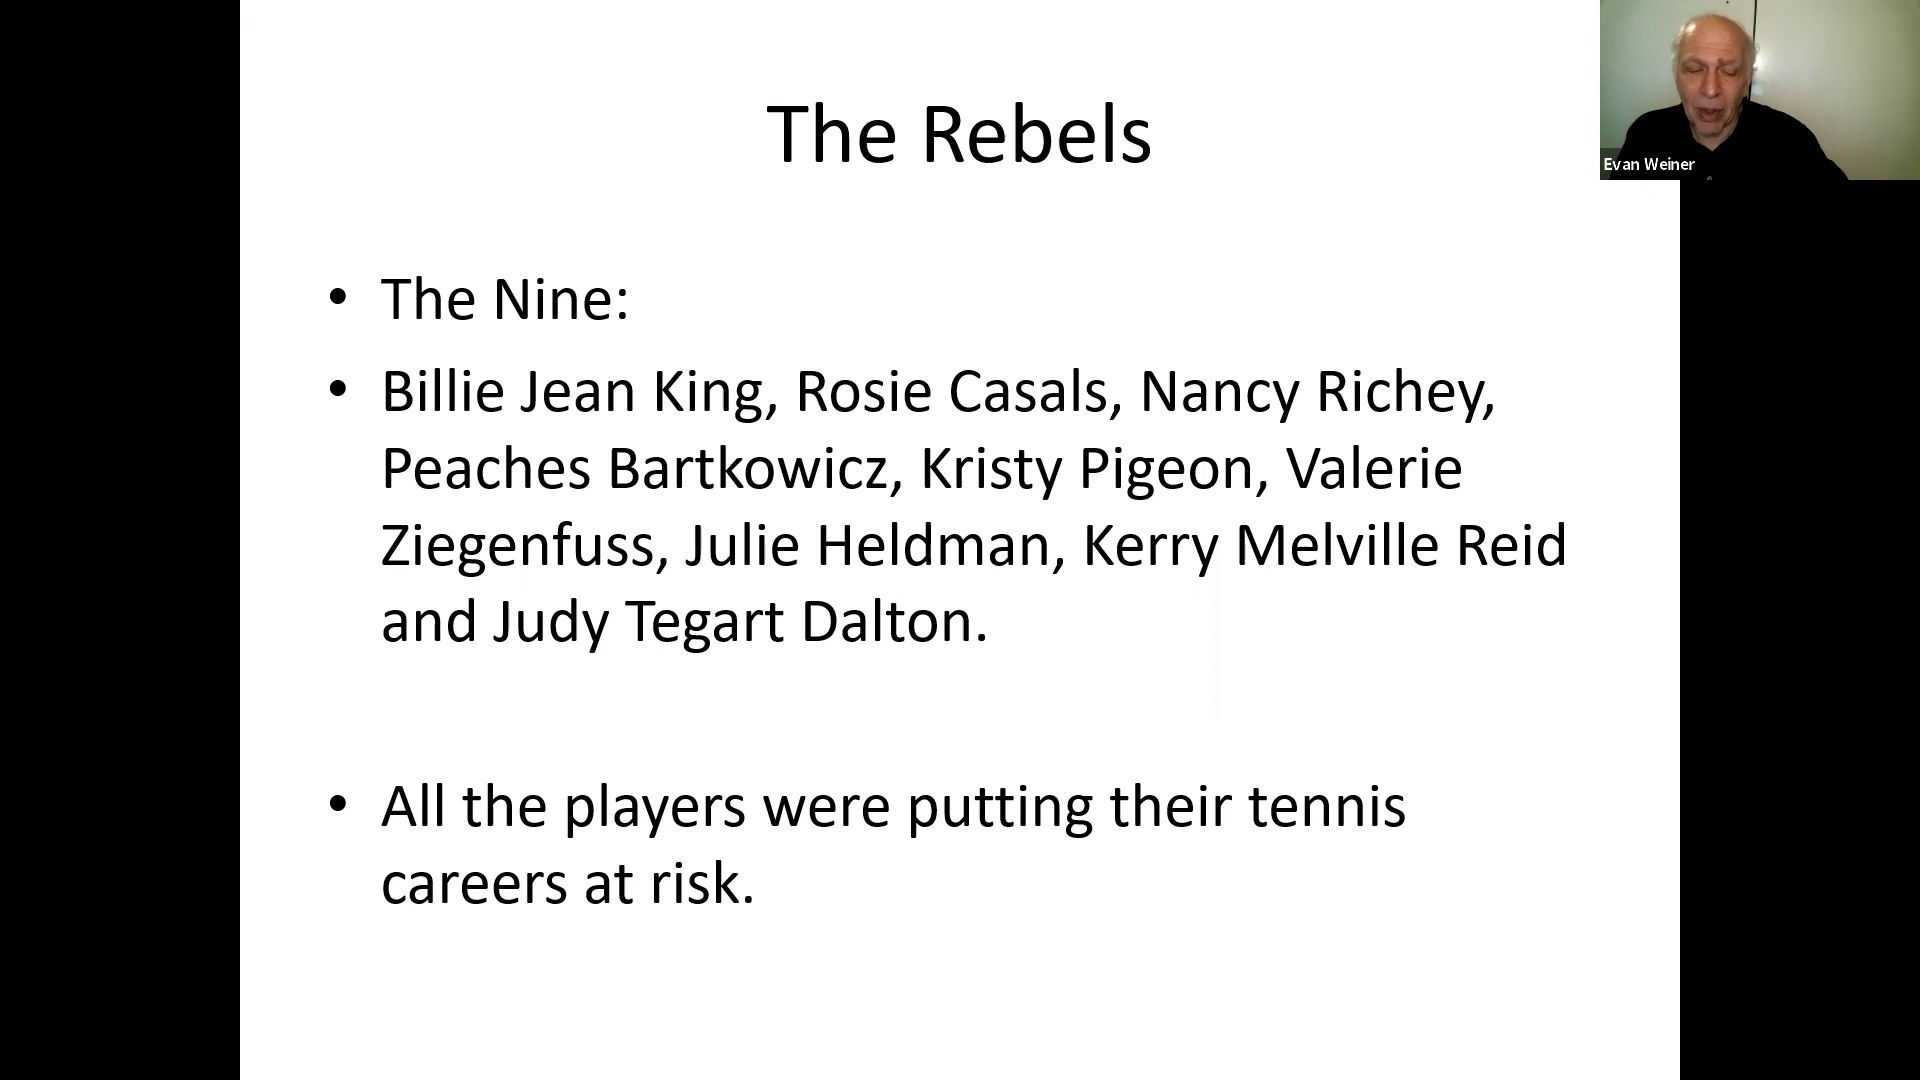 The Rebels
Evan Weiner
• The Nine:
• Billie Jean King, Rosie Casals, Nancy Richey,
Peaches Bartkowicz, Kristy Pigeon, Valerie
Ziegenfuss, Julie Heldman, Kerry Melville Reid
and Judy Tegart Dalton.
• All the players were putting their tennis
careers at risk.